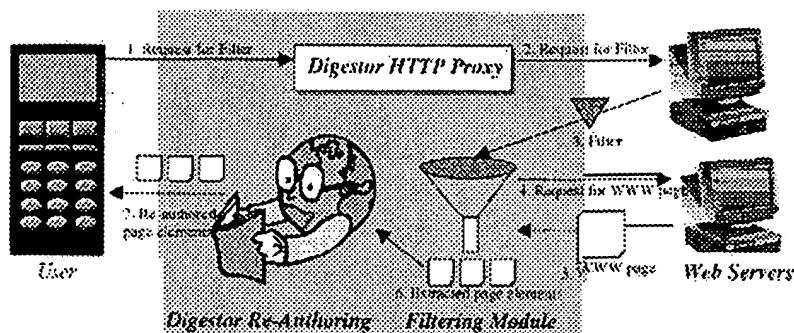 1. Request for Filter
2. Request for Filter
Digestor HTTP Proxy
3. Filter
4. Request for WWW page
7. Re-authored
page elements
5. WWW page
User
Web Servers
6. Extracted page elements
Digestor Re-Authoring
Filtering Module